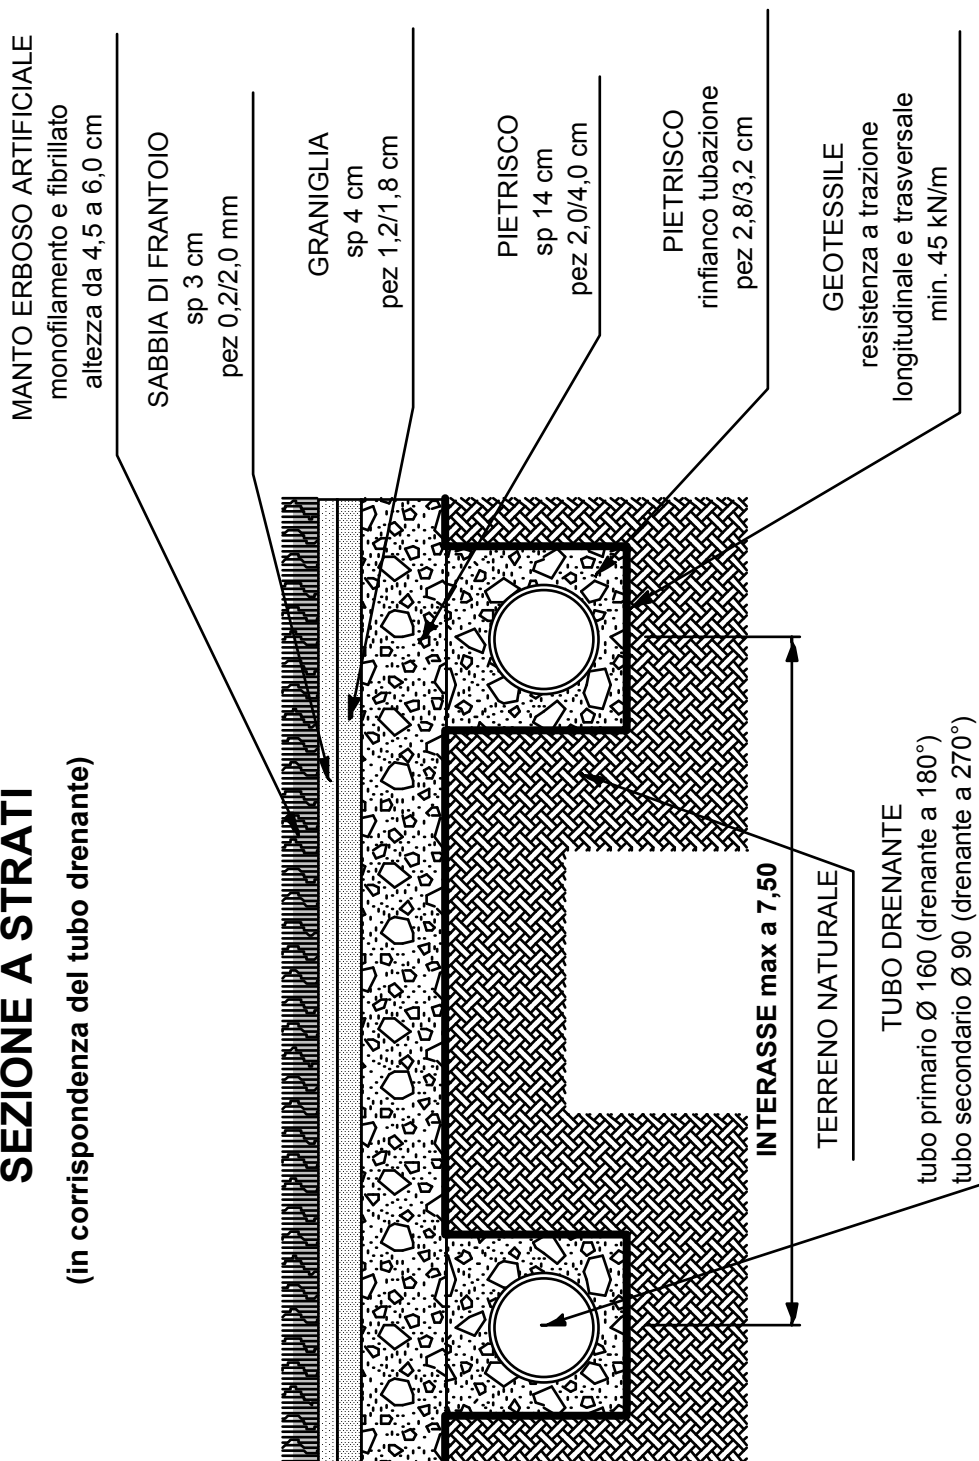 SEZIONE A STRATI
(in corrispondenza del tubo drenante)
MANTO ERBOSO ARTIFICIALE
monofilamento e fibrillato
altezza da 4,5 a 6,0 cm
SABBIA DI FRANTOIO
sp 3 cm
pez 0,2/2,0 mm
GRANIGLIA
sp 4 cm
pez 1,2/1,8 cm
PIETRISCO
sp 14 cm
pez 2,0/4,0 cm
PIETRISCO
rinfianco tubazione
pez 2,8/3,2 cm
GEOTESSILE
resistenza a trazione
longitudinale e trasversale
min. 45 kN/m
INTERASSE max a 7,50
TERRENO NATURALE
TUBO DRENANTE
tubo primario Ø 160 (drenante a 180°)
tubo secondario Ø 90 (drenante a 270°)